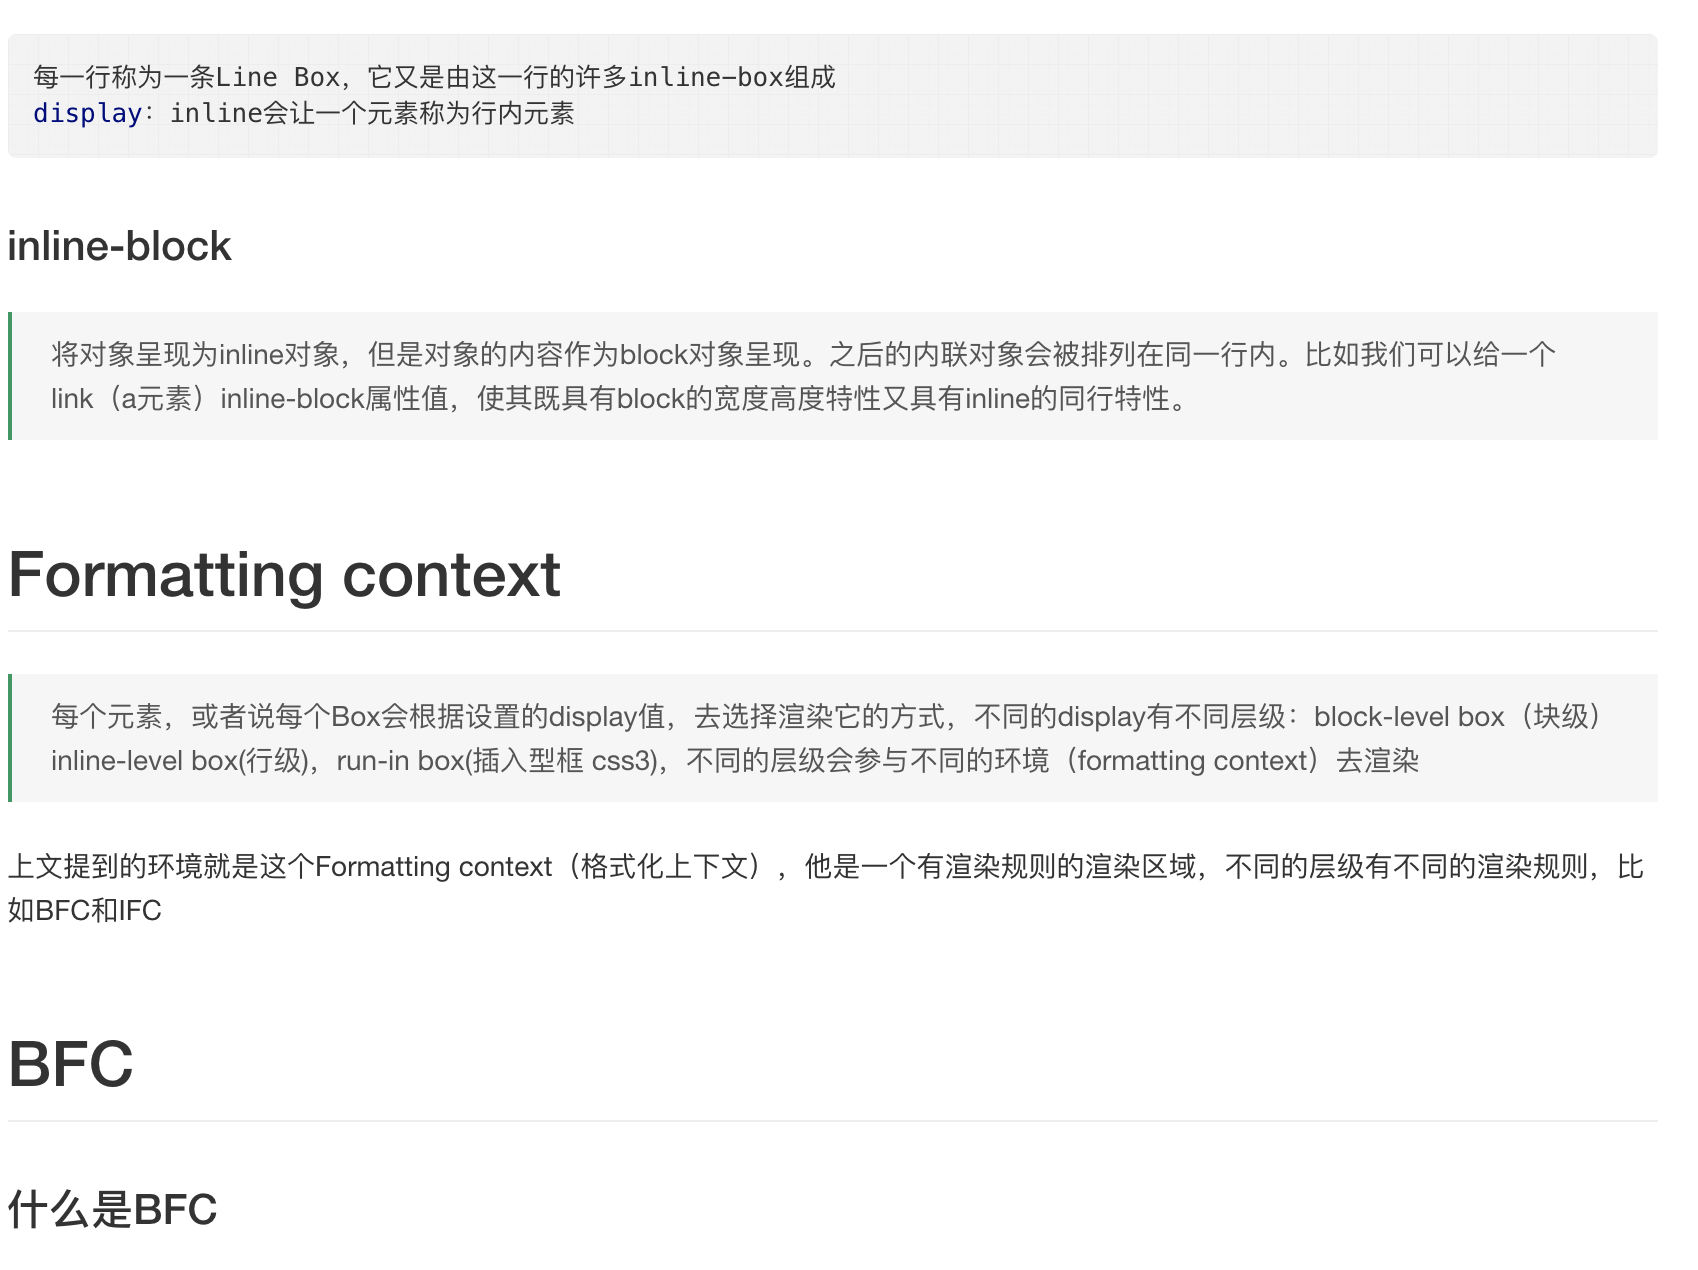 每一行称为一条Line Box，它又是由这一行的许多inline-box组成
display：inline会让一个元素称为行内元素
inline-block
将对象呈现为inline对象，但是对象的内容作为block对象呈现。之后的内联对象会被排列在同一行内。比如我们可以给一个
link（a元素）inline-block属性值，使其既具有block的宽度高度特性又具有inline的同行特性。
Formatting context
每个元素，或者说每个Box会根据设置的display值，去选择渲染它的方式，不同的display有不同层级：block-level box（块级）
inline-level box(行级)，run-in box(插入型框 css3)，不同的层级会参与不同的环境（formatting context）去渲染
上文提到的环境就是这个Formatting context（格式化上下文），他是一个有渲染规则的渲染区域，不同的层级有不同的渲染规则，比
如BFC和IFC
BFC
什么是BFC